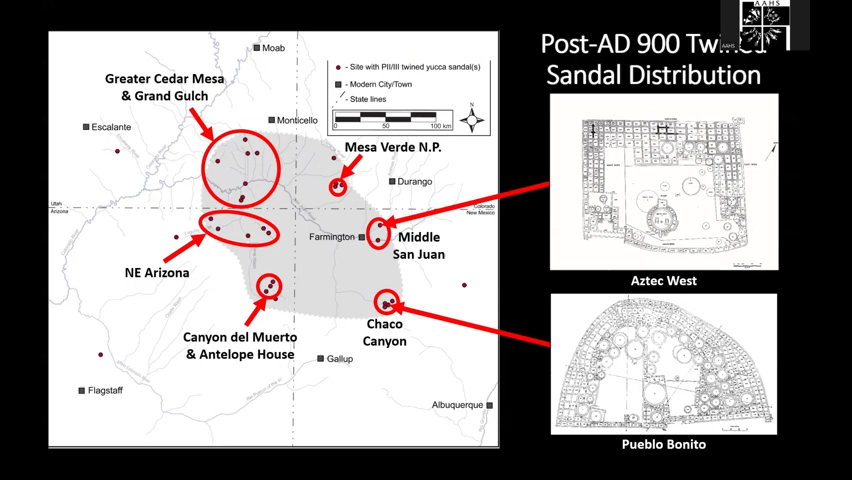 AAHS
AAHS
Post-AD 900 Twined
Sandal Distribution
Moab
Greater Cedar Mesa
& Grand Gulch
- Site with PII/III twined yucca sandal(s)
- Modern City/Town
- State lines
N
0 50 100 km
Escalante
Monticello
Mesa Verde N.P.
Durango
Utah
Arizona
Colorado
New Mexico
Farmington
Middle
San Juan
NE Arizona
Aztec West
Canyon del Muerto
& Antelope House
Chaco
Canyon
Gallup
Flagstaff
Albuquerque
Pueblo Bonito